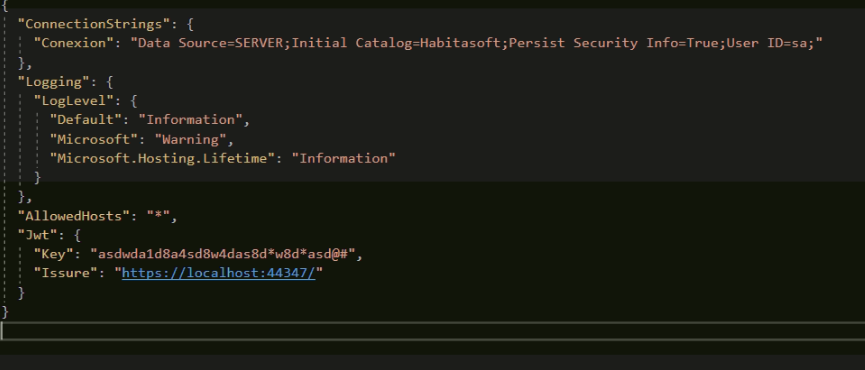 {
"ConnectionStrings": {
"Conexion": "Data Source=SERVER;Initial Catalog=Habitasoft;Persist Security Info=True;User ID=sa;"
},
"Logging": {
"LogLevel": {
"Default": "Information",
"Microsoft": "Warning",
"Microsoft.Hosting.Lifetime": "Information"
}
},
"AllowedHosts": "*",
"Jwt": {
"Key": "asdwda1d8a4sd8w4das8d*w8d*asd@#",
"Issure": "https://localhost:44347/"
}
}